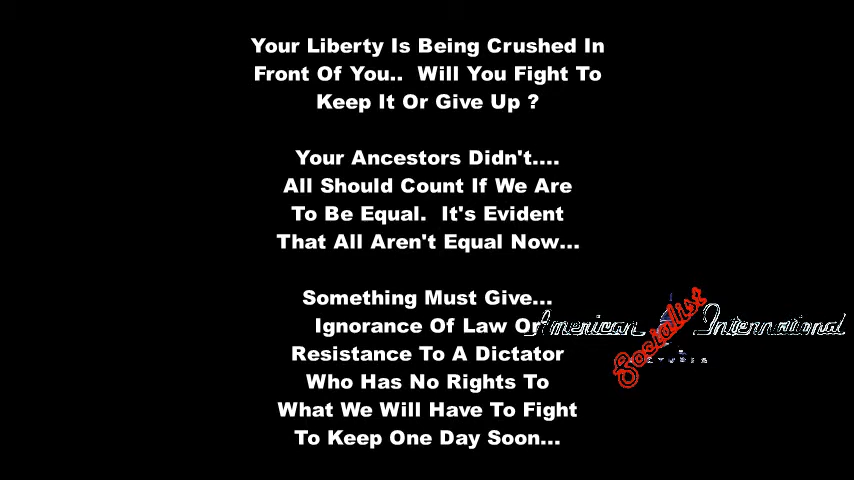 Your Liberty Is Being Crushed In
Front Of You..  Will You Fight To
Keep It Or Give Up ?
Your Ancestors Didn't....
All Should Count If We Are
To Be Equal.  It's Evident
That All Aren't Equal Now...
Something Must Give...
Ignorance Of Law Or
American Socialist International
Resistance To A Dictator
Who Has No Rights To
What We Will Have To Fight
To Keep One Day Soon...